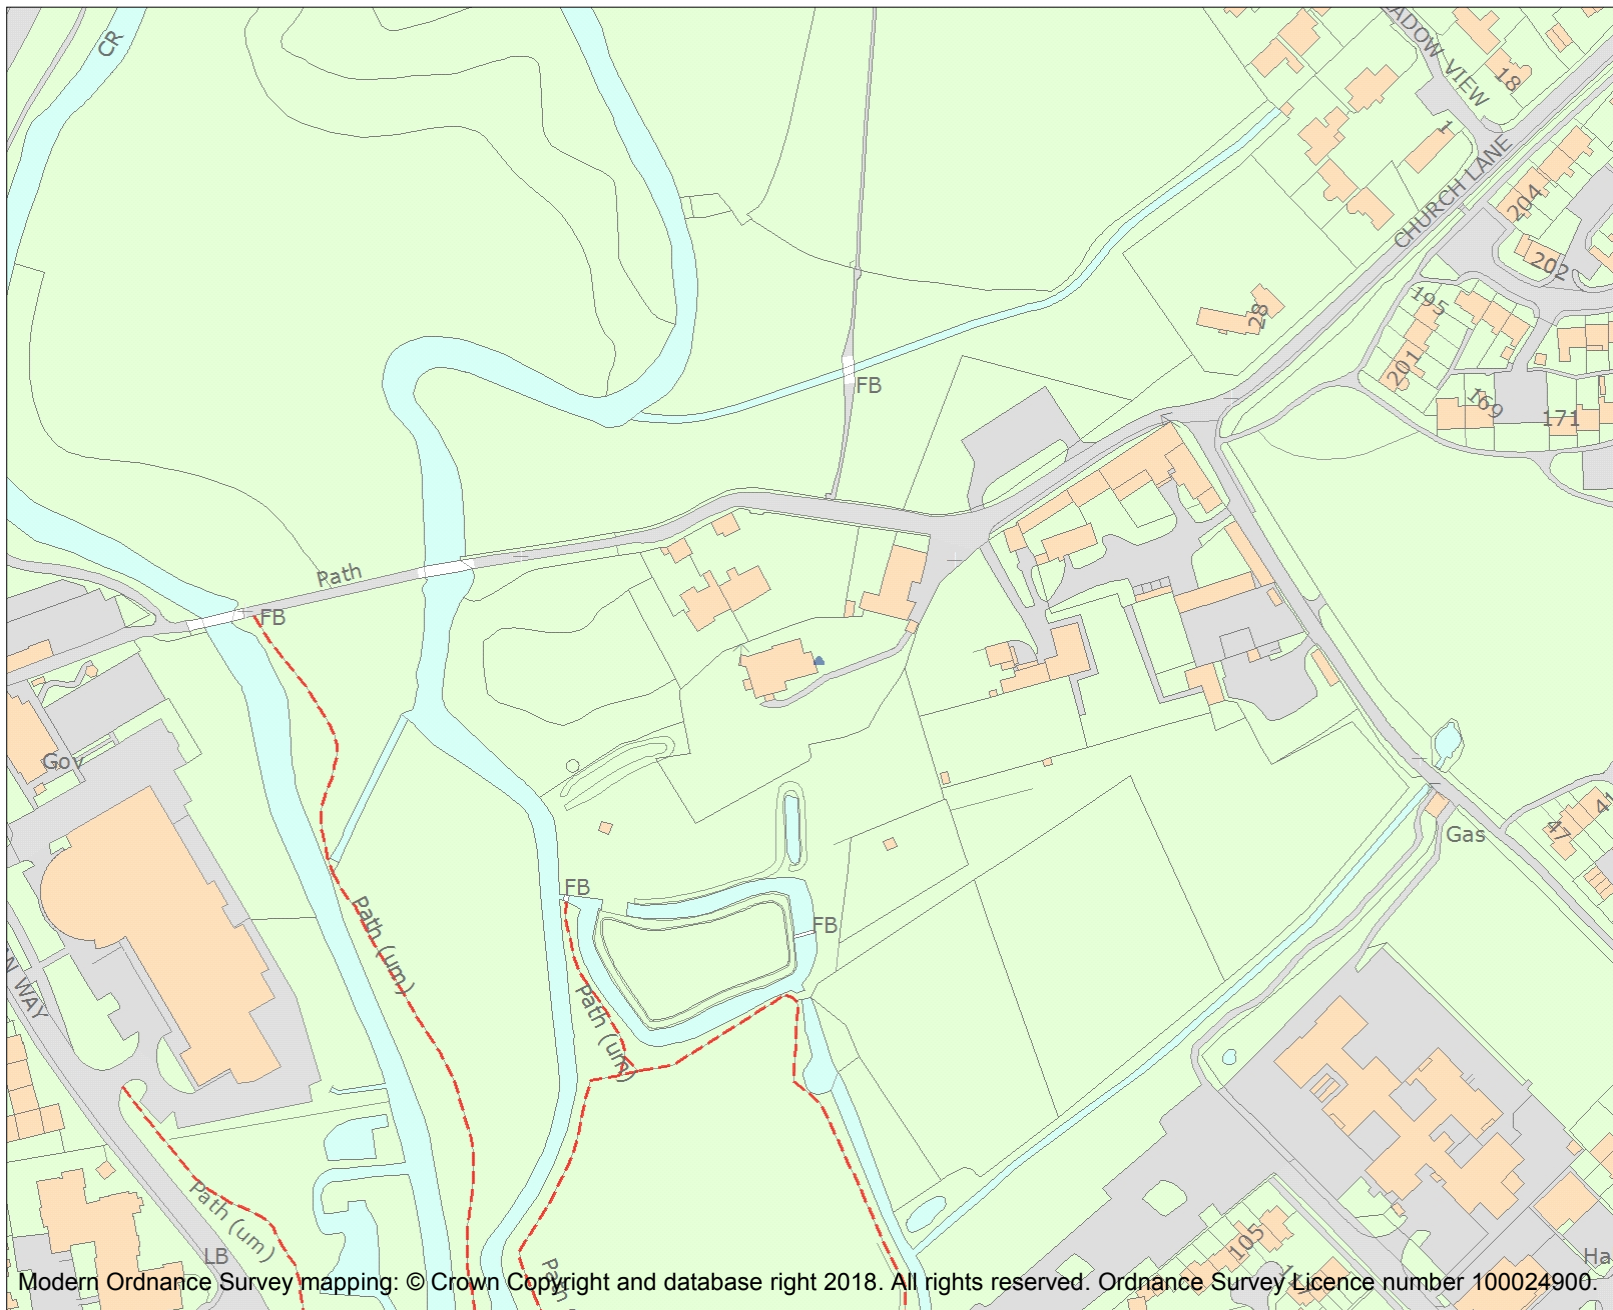 CR
ADOW VIEW
18
1
CHURCH LANE
204
202
28
195
201
169
171
FB
Path
FB
Gov
Gas
47
41
FB
FB
Path (um)
Path (um)
N WAY
Path (um)
LB
Path
105
Ha
Modern Ordnance Survey mapping: © Crown Copyright and database right 2018. All rights reserved. Ordnance Survey Licence number 100024900.